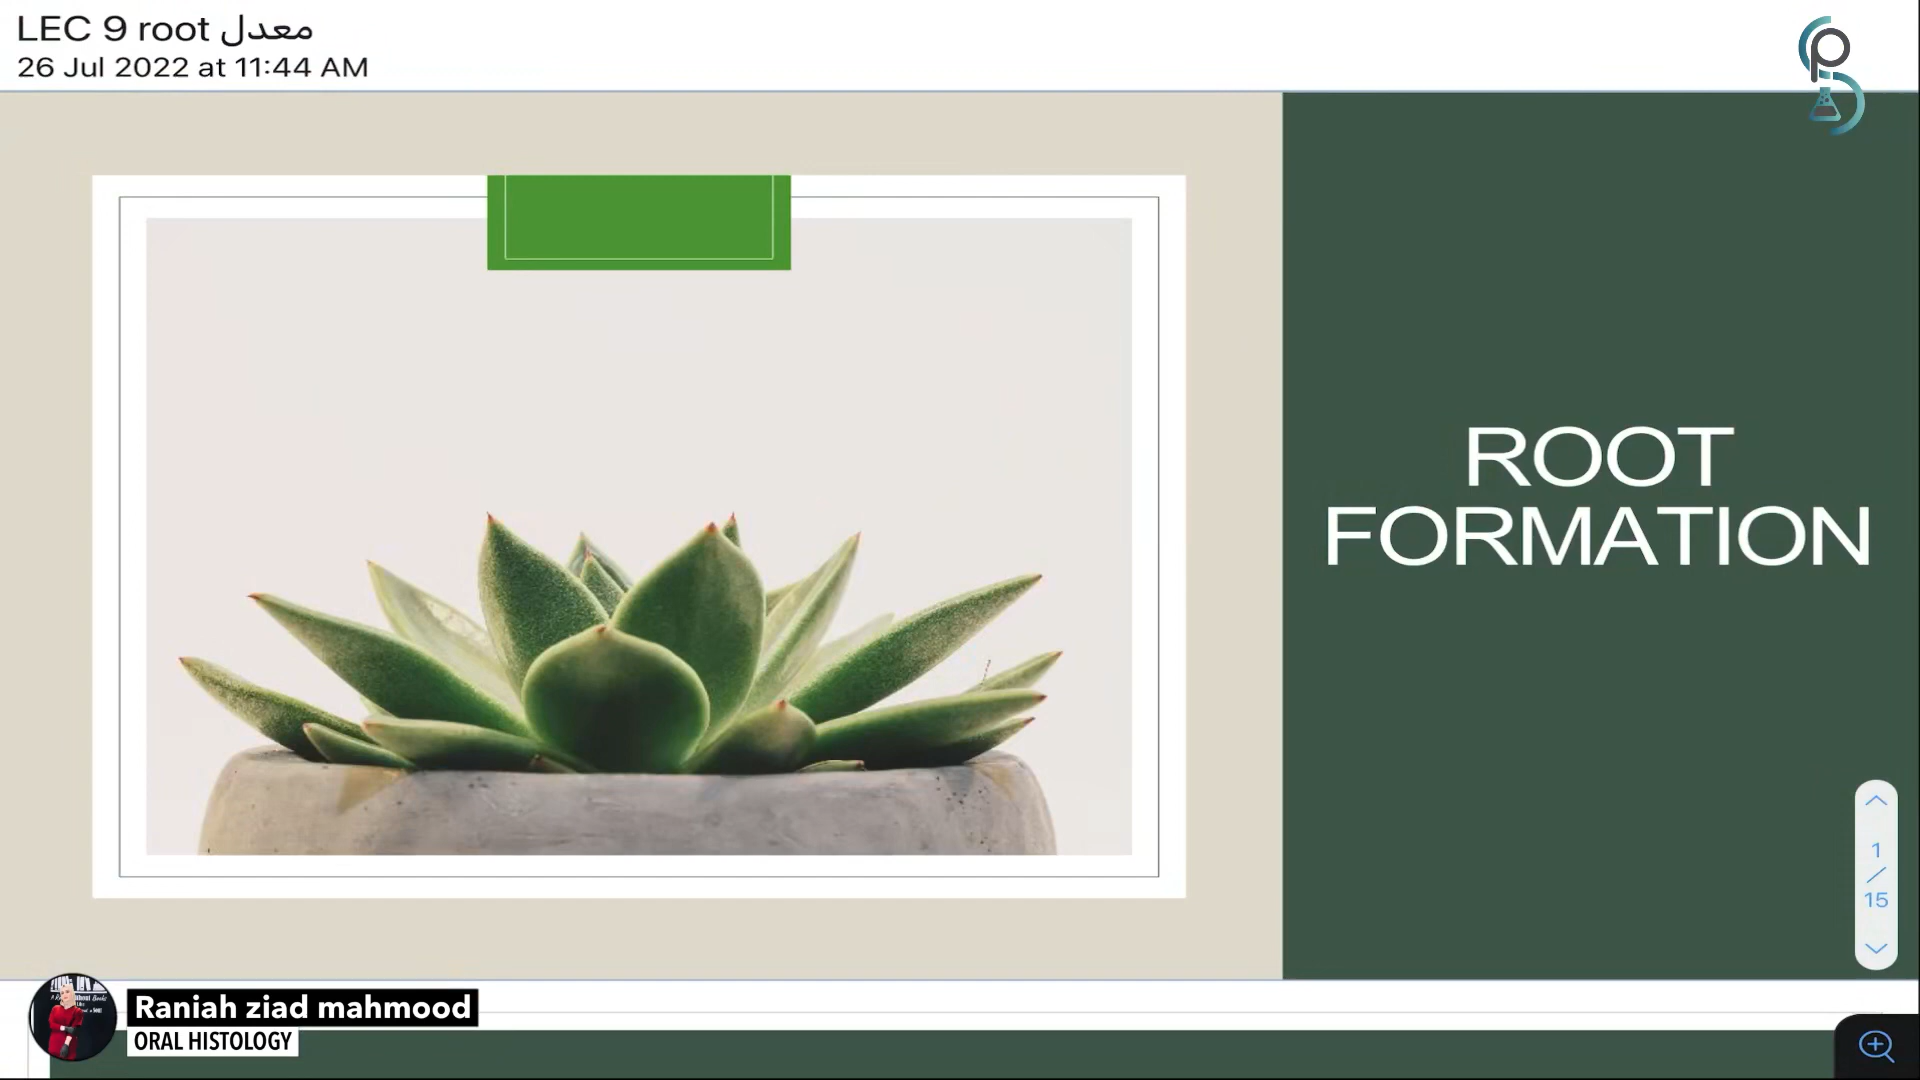 LEC 9 root معدل
26 Jul 2022 at 11:44 AM
ROOT
FORMATION
1
/
15
Raniah ziad mahmood
ORAL HISTOLOGY